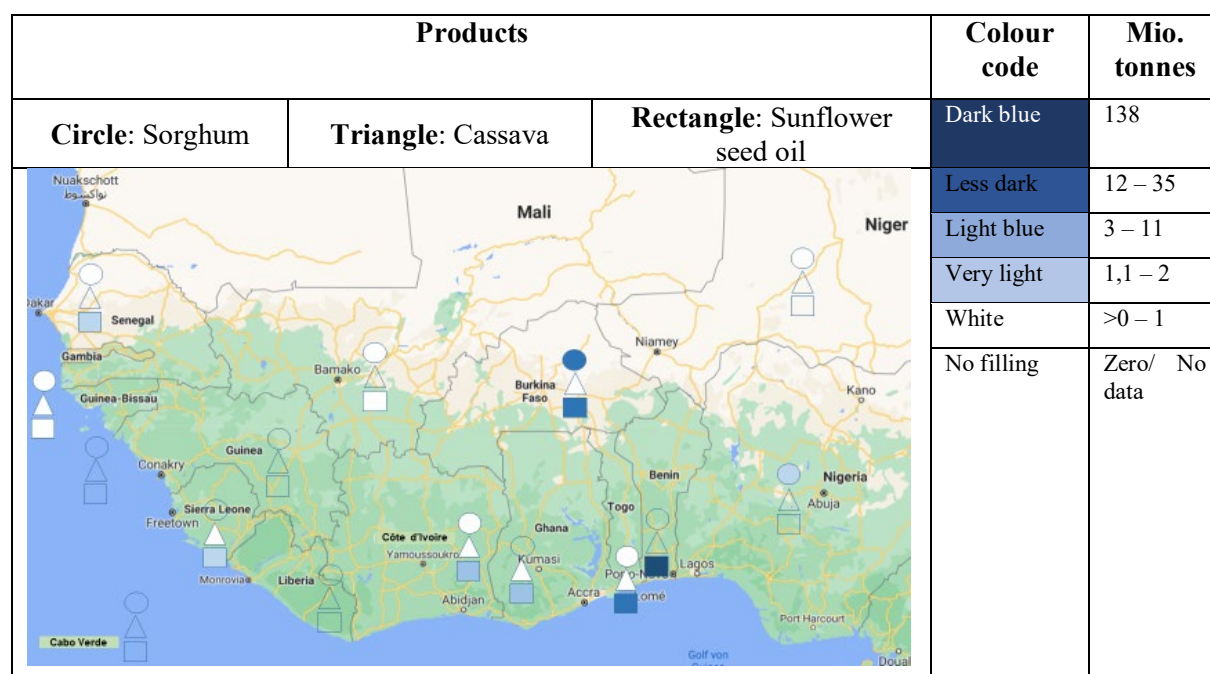 Products
Colour code
Mio. tonnes
Circle: Sorghum
Triangle: Cassava
Rectangle: Sunflower seed oil
Dark blue
138
Less dark
12 – 35
Light blue
3 – 11
Very light
1,1 – 2
White
>0 – 1
No filling
Zero/ No data
Nuakschott
نواكشوط
Mali
Niger
Dakar
Senegal
Gambia
Bamako
Niamey
Burkina Faso
Kano
Guinea-Bissau
Guinea
Conakry
Benin
Nigeria
Abuja
Sierra Leone
Freetown
Togo
Côte d'Ivoire
Ghana
Yamoussoukro
Kumasi
Lagos
Monrovia
Liberia
Abidjan
Accra
Lomé
Port Harcourt
Cabo Verde
Golf von
Doual